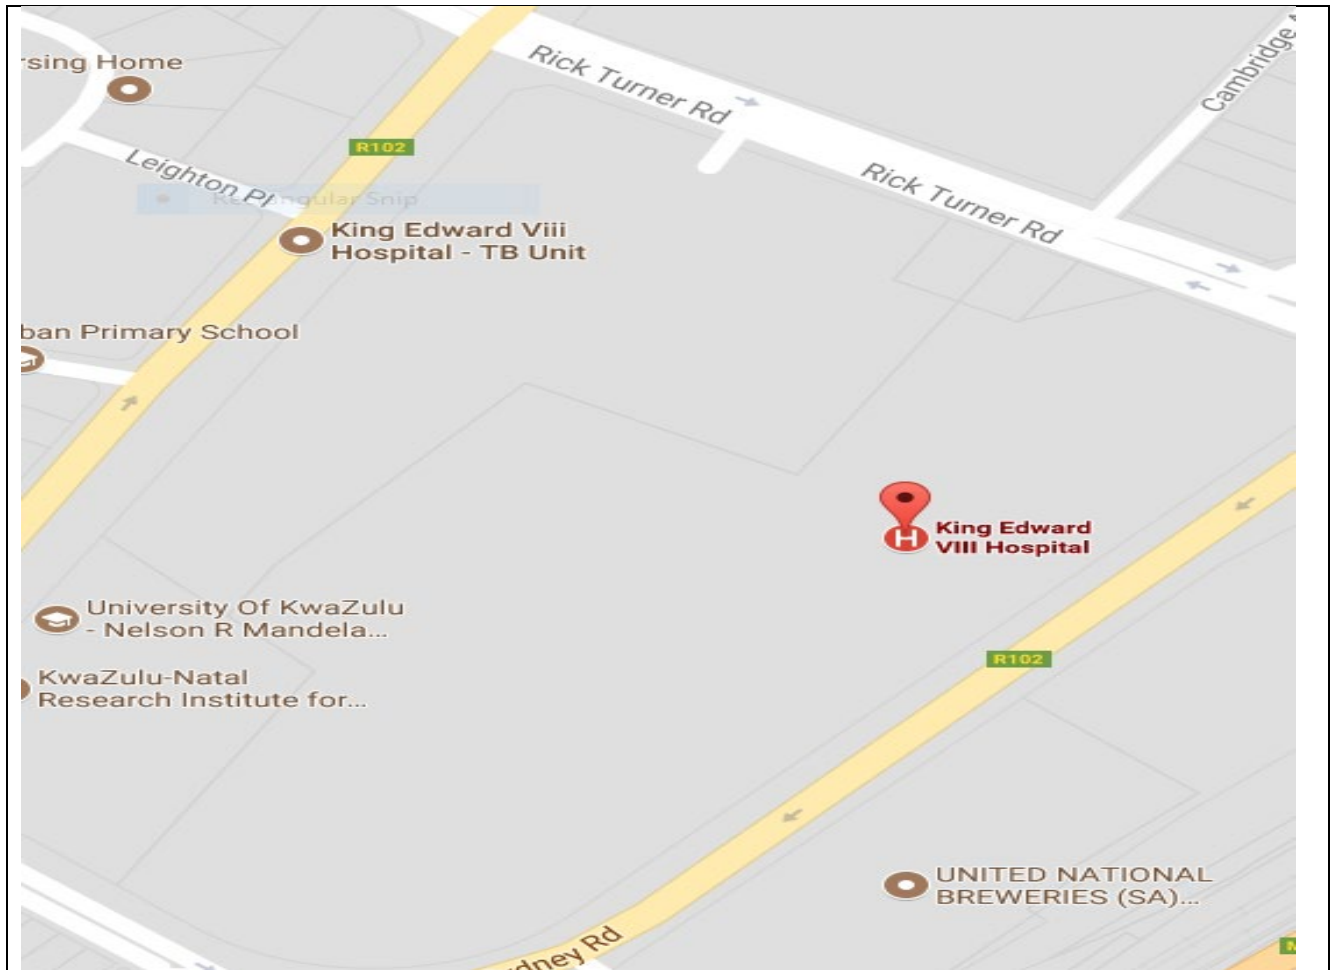 Rick Turner Rd
Cambridge
rsing Home
R102
Leighton Pl
Rick Turner Rd
Rectangular Snip
King Edward Viii
Hospital - TB Unit
ban Primary School
King Edward
VIII Hospital
University Of KwaZulu
- Nelson R Mandela...
R102
KwaZulu-Natal
Research Institute for...
UNITED NATIONAL
BREWERIES (SA)...
dney Rd
M